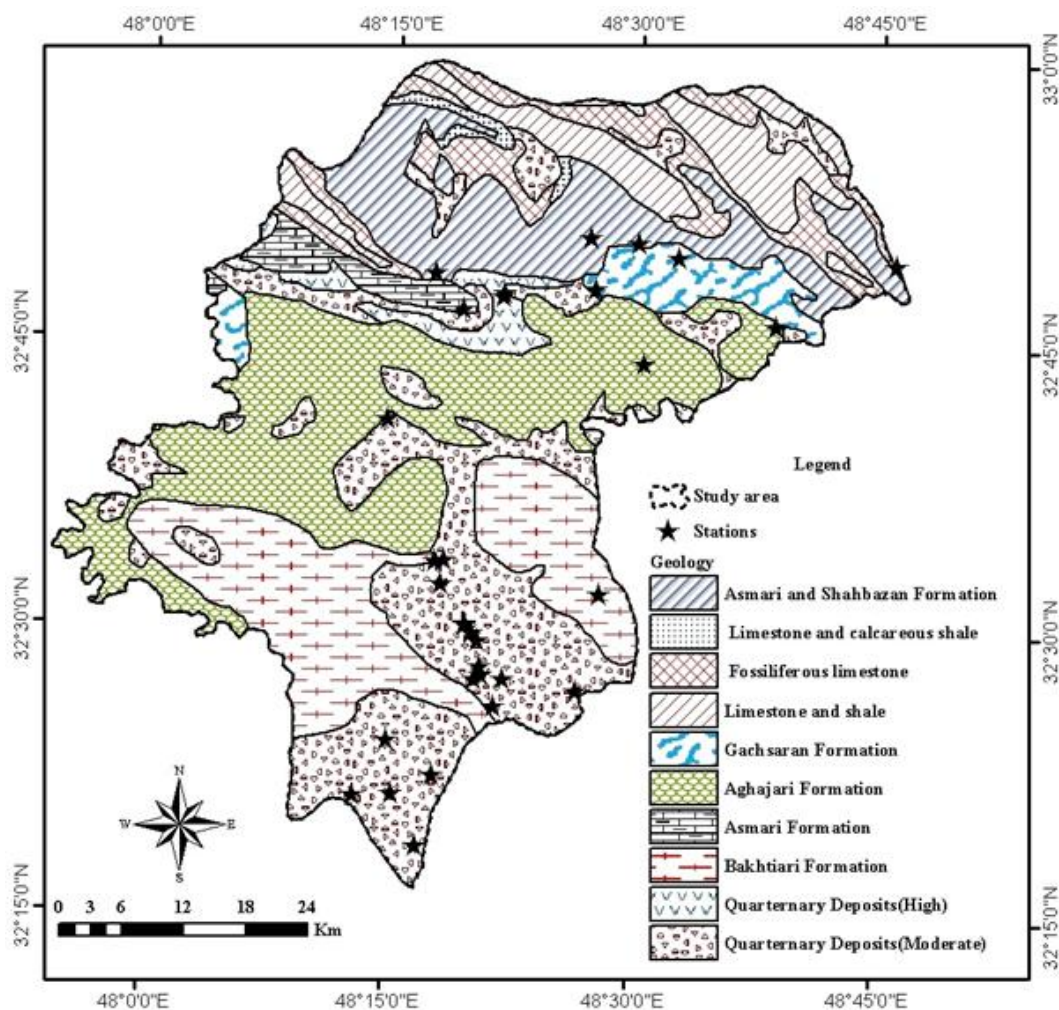 48°0'0"E 48°15'0"E 48°30'0"E 48°45'0"E
33°0'0"N
32°45'0"N
32°45'0"N
32°30'0"N
32°30'0"N
32°15'0"N
32°15'0"N
Legend
Study area
Stations
Geology
Asmari and Shahbazan Formation
Limestone and calcareous shale
Fossiliferous limestone
Limestone and shale
Gachsaran Formation
Aghajari Formation
Asmari Formation
Bakhtiari Formation
Quarternary Deposits(High)
Quarternary Deposits(Moderate)
N
W E
S
0 3 6 12 18 24
Km
48°0'0"E 48°15'0"E 48°30'0"E 48°45'0"E